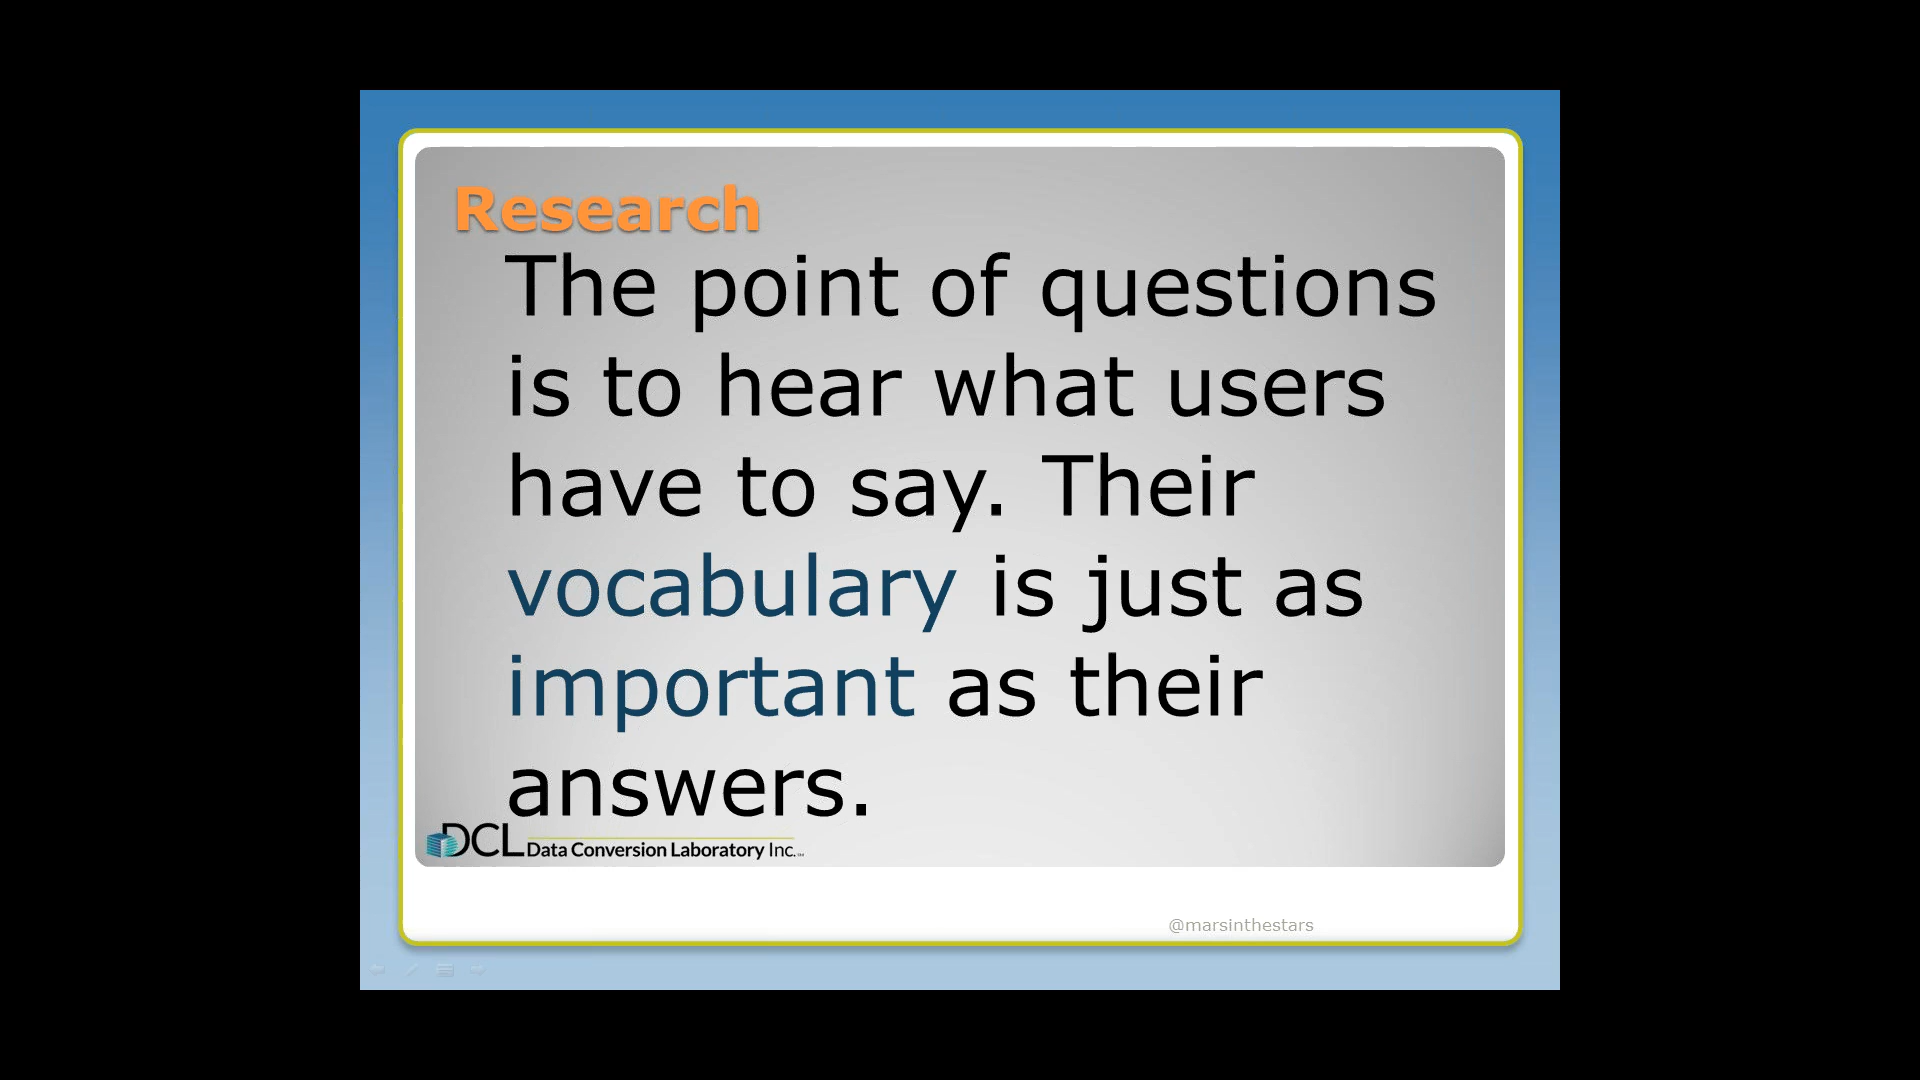 Research
The point of questions
is to hear what users
have to say. Their
vocabulary is just as
important as their
answers.
DCL Data Conversion Laboratory Inc.
@marsinthestars